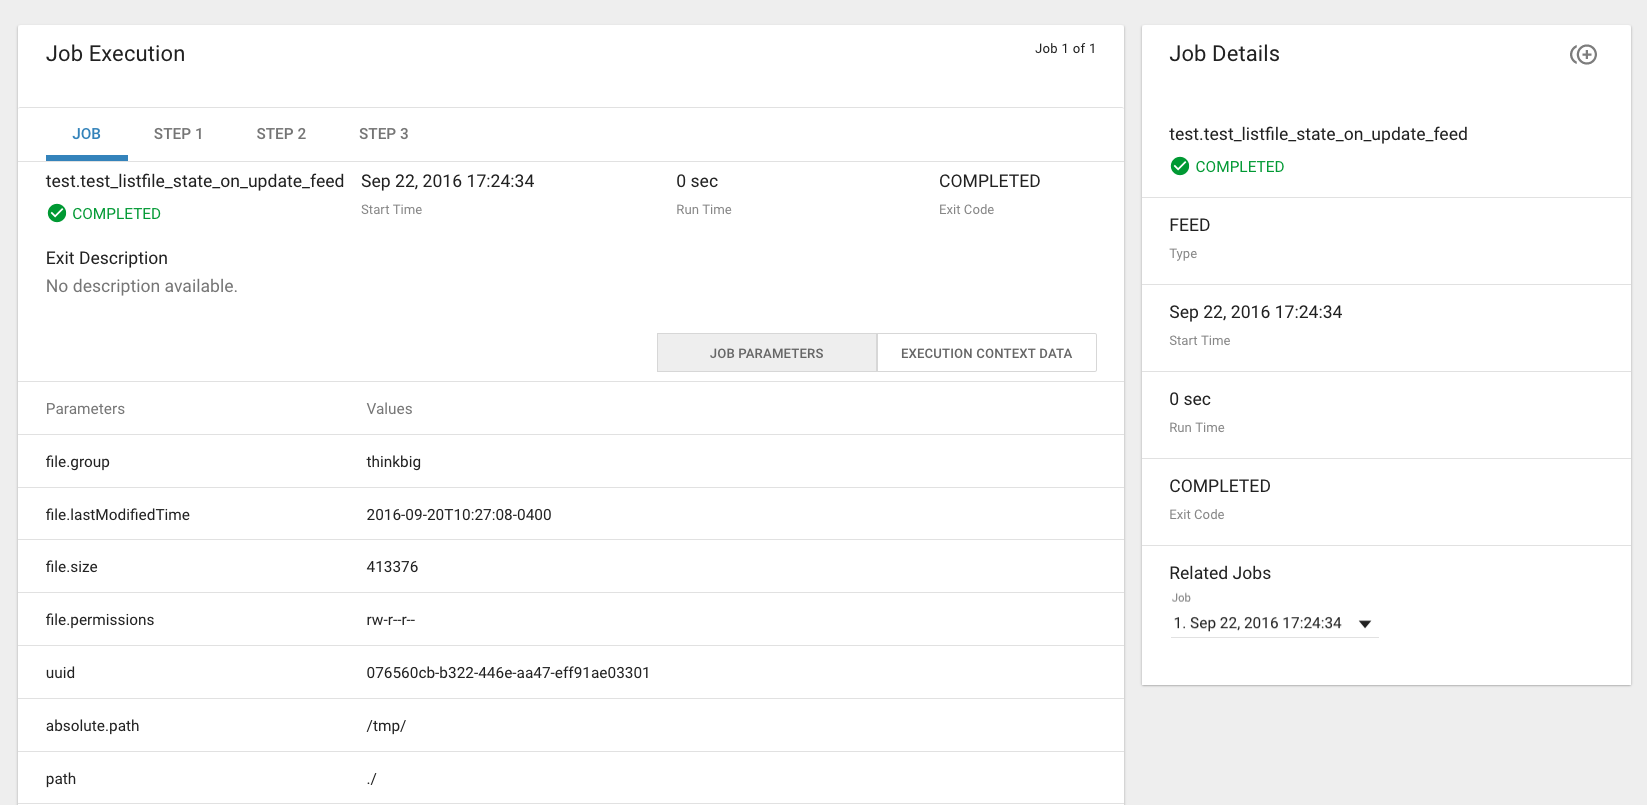 Job Execution
Job 1 of 1
JOB STEP 1 STEP 2 STEP 3
test.test_listfile_state_on_update_feed Sep 22, 2016 17:24:34 0 sec COMPLETED
COMPLETED Start Time Run Time Exit Code
Exit Description
No description available.
JOB PARAMETERS EXECUTION CONTEXT DATA
Parameters Values
file.group thinkbig
file.lastModifiedTime 2016-09-20T10:27:08-0400
file.size 413376
file.permissions rw-r--r--
uuid 076560cb-b322-446e-aa47-eff91ae03301
absolute.path /tmp/
path ./
Job Details
test.test_listfile_state_on_update_feed
COMPLETED
FEED
Type
Sep 22, 2016 17:24:34
Start Time
0 sec
Run Time
COMPLETED
Exit Code
Related Jobs
Job
1. Sep 22, 2016 17:24:34